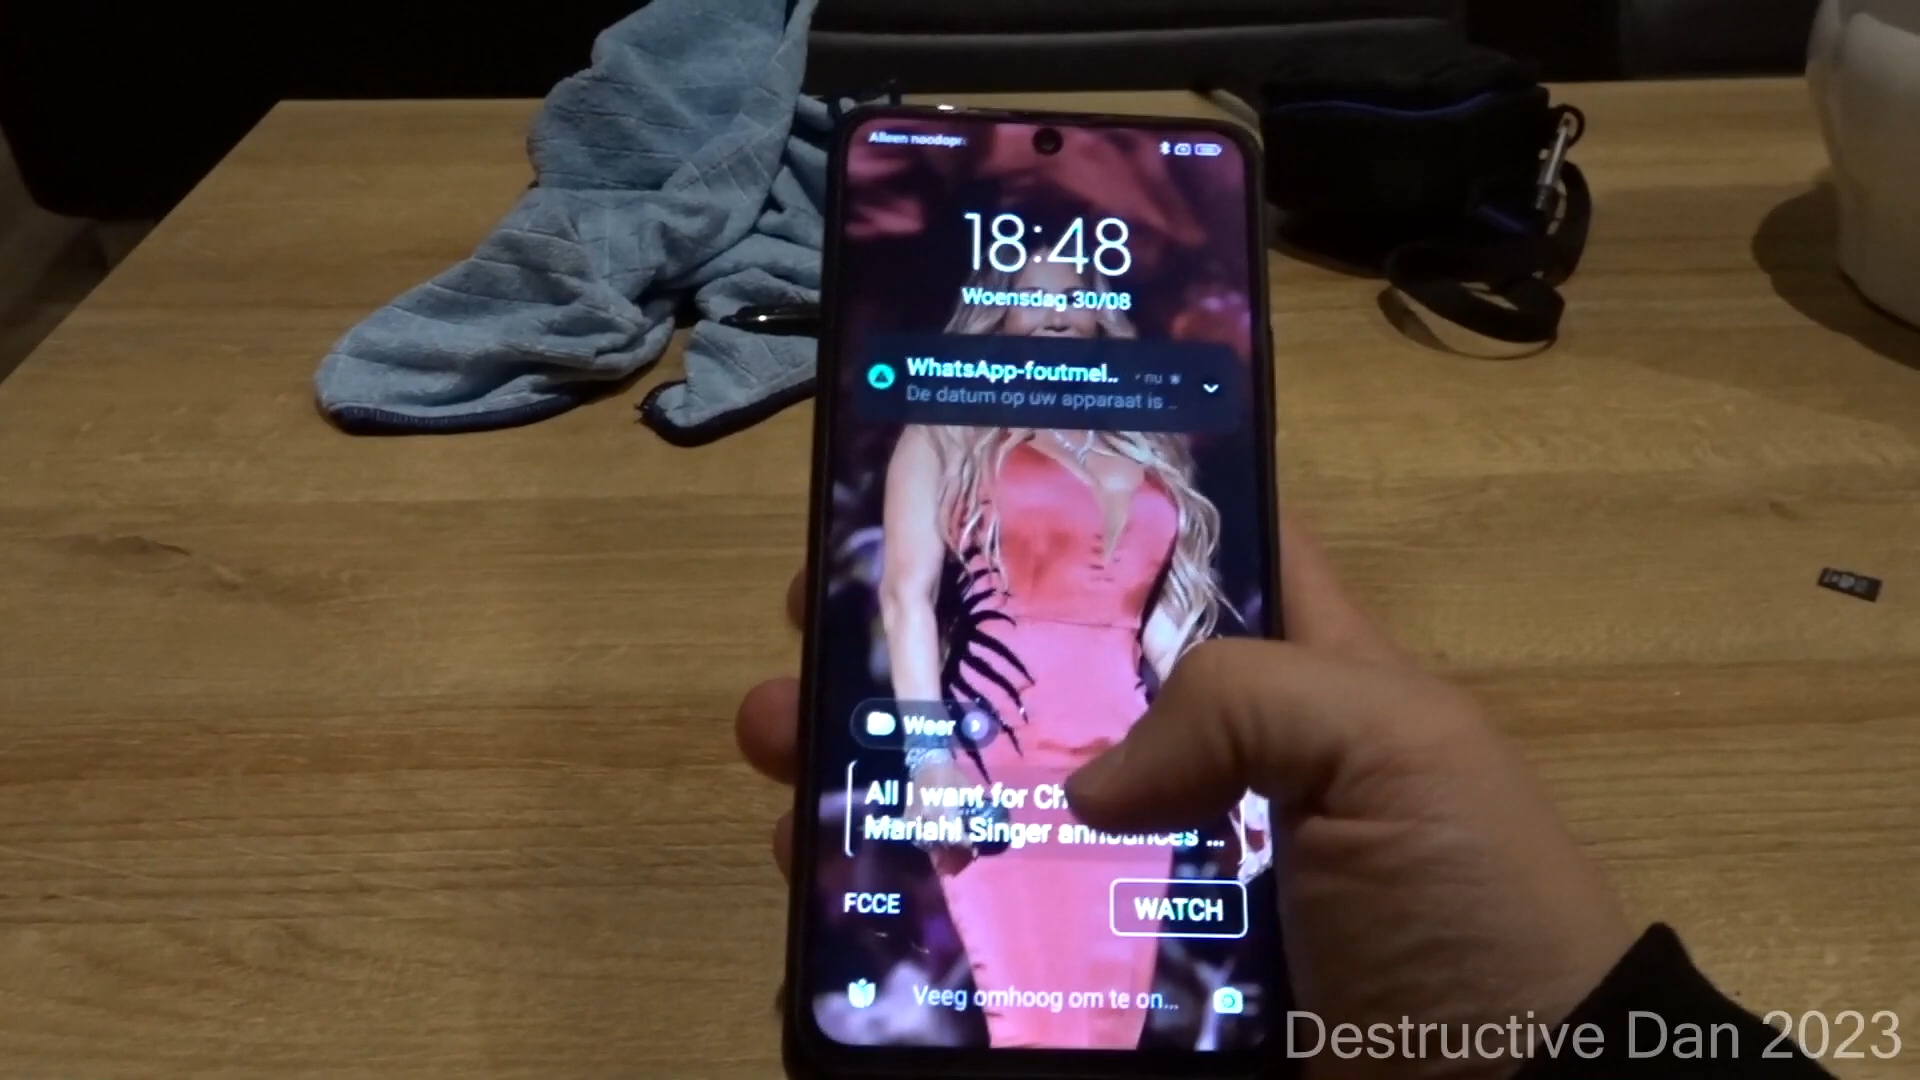 Alleen noodopr
18:48
Woensdag 30/08
WhatsApp-foutmel.. • nu
De datum op uw apparaat is ..
Weer
All I want for Ch
Mariah! Singer announces ...
FCCE
WATCH
Veeg omhoog om te on...
Destructive Dan 2023